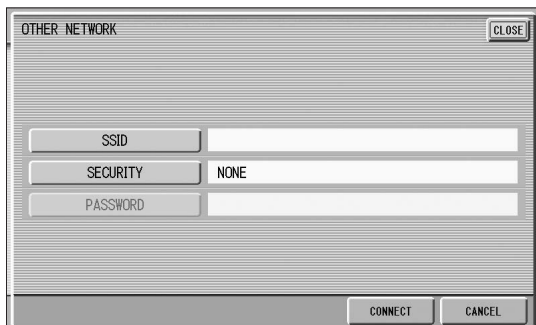 OTHER NETWORK CLOSE
SSID
SECURITY NONE
PASSWORD
CONNECT CANCEL